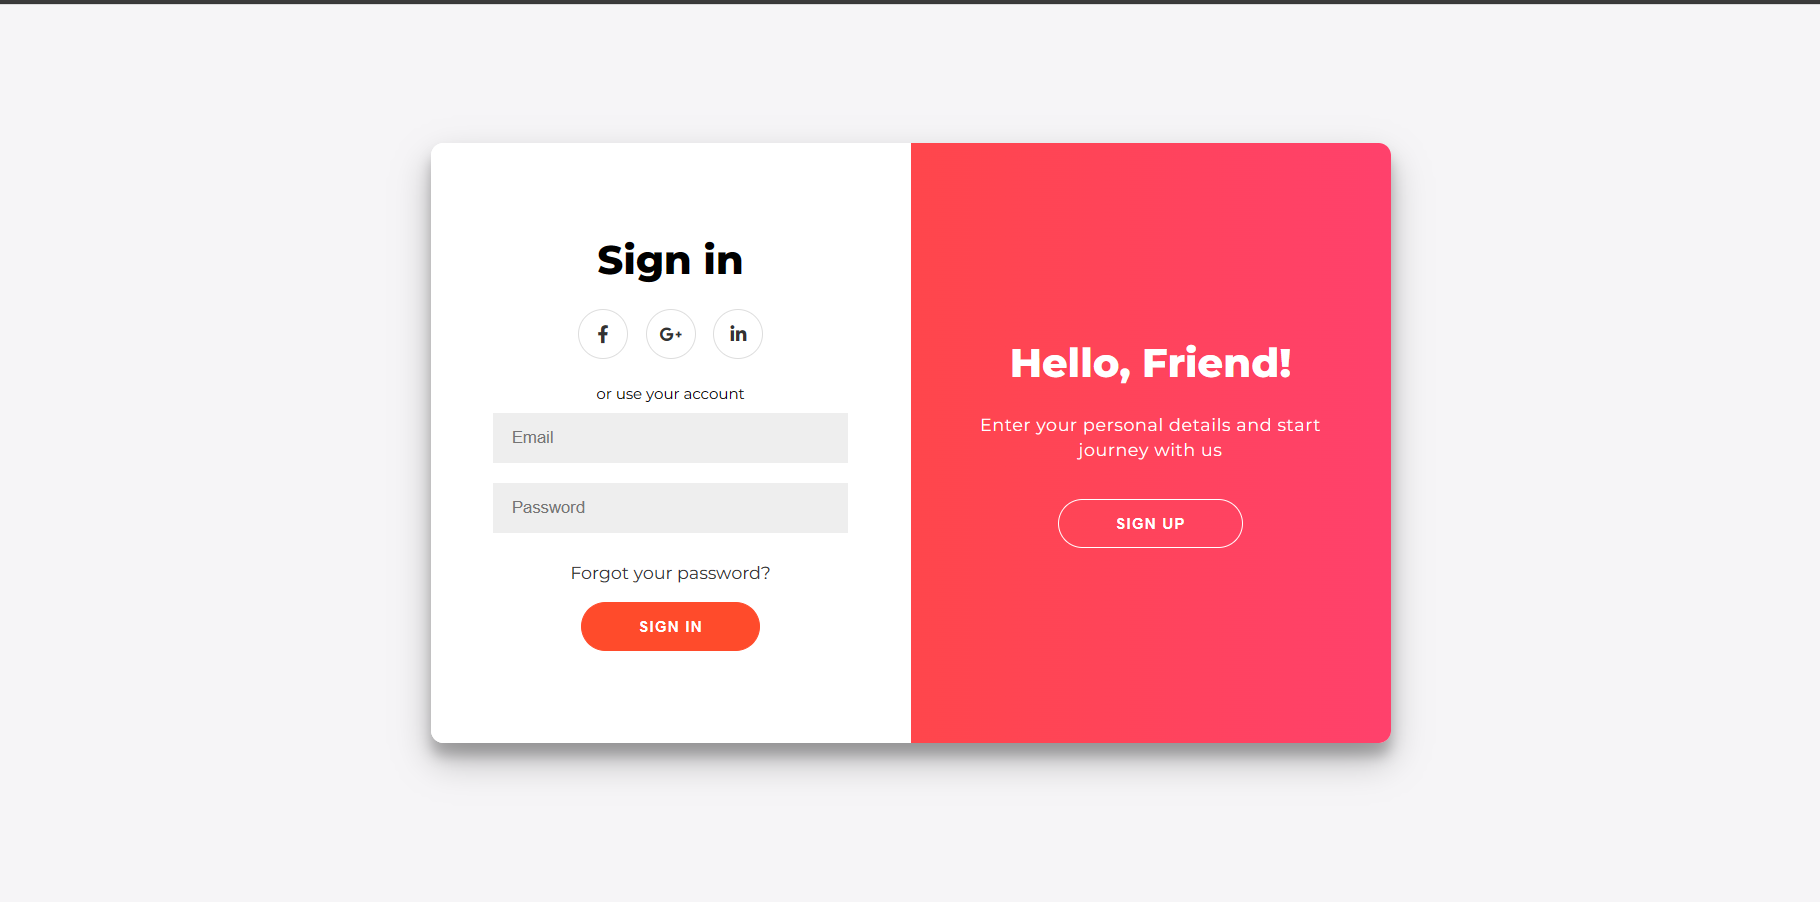 Sign in
f
G+
in
or use your account
Email
Password
Forgot your password?
SIGN IN
Hello, Friend!
Enter your personal details and start
journey with us
SIGN UP